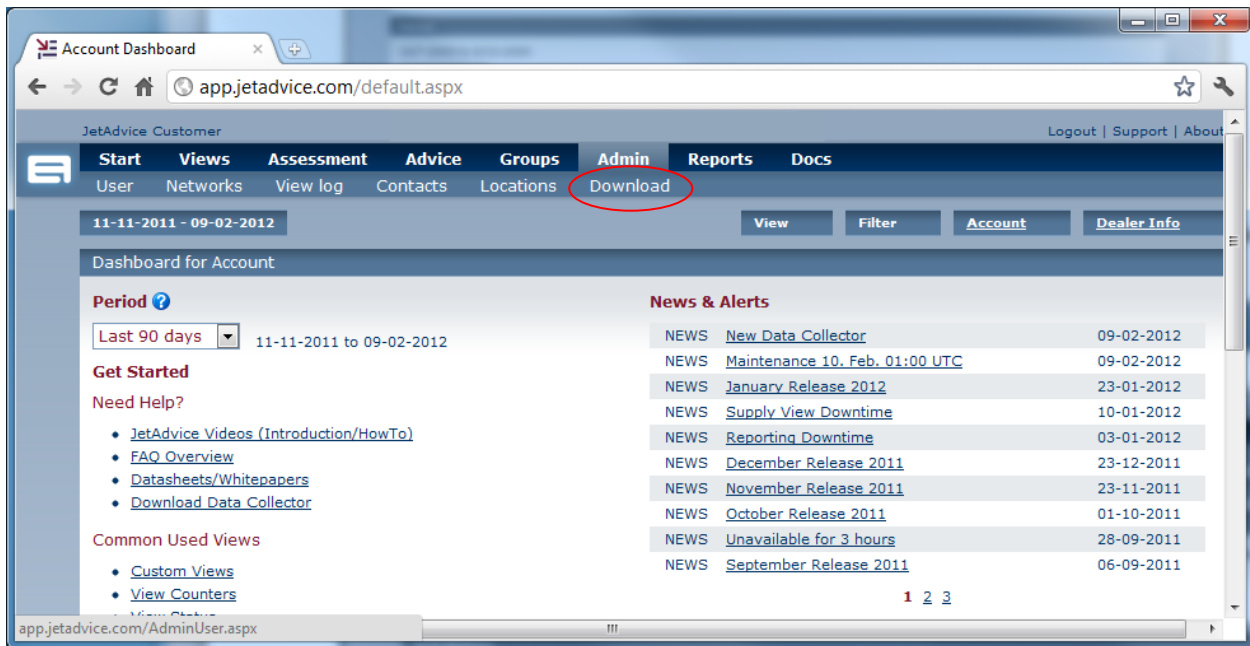 Account Dashboard
app.jetadvice.com/default.aspx
JetAdvice Customer
Logout | Support | About
Start Views Assessment Advice Groups Admin Reports Docs
User Networks View log Contacts Locations Download
11-11-2011 - 09-02-2012
View Filter Account Dealer Info
Dashboard for Account
Period ?
Last 90 days 11-11-2011 to 09-02-2012
Get Started
Need Help?
JetAdvice Videos (Introduction/HowTo)
FAQ Overview
Datasheets/Whitepapers
Download Data Collector
Common Used Views
Custom Views
View Counters
View Status
News & Alerts
NEWS New Data Collector 09-02-2012
NEWS Maintenance 10. Feb. 01:00 UTC 09-02-2012
NEWS January Release 2012 23-01-2012
NEWS Supply View Downtime 10-01-2012
NEWS Reporting Downtime 03-01-2012
NEWS December Release 2011 23-12-2011
NEWS November Release 2011 23-11-2011
NEWS October Release 2011 01-10-2011
NEWS Unavailable for 3 hours 28-09-2011
NEWS September Release 2011 06-09-2011
1 2 3
app.jetadvice.com/AdminUser.aspx